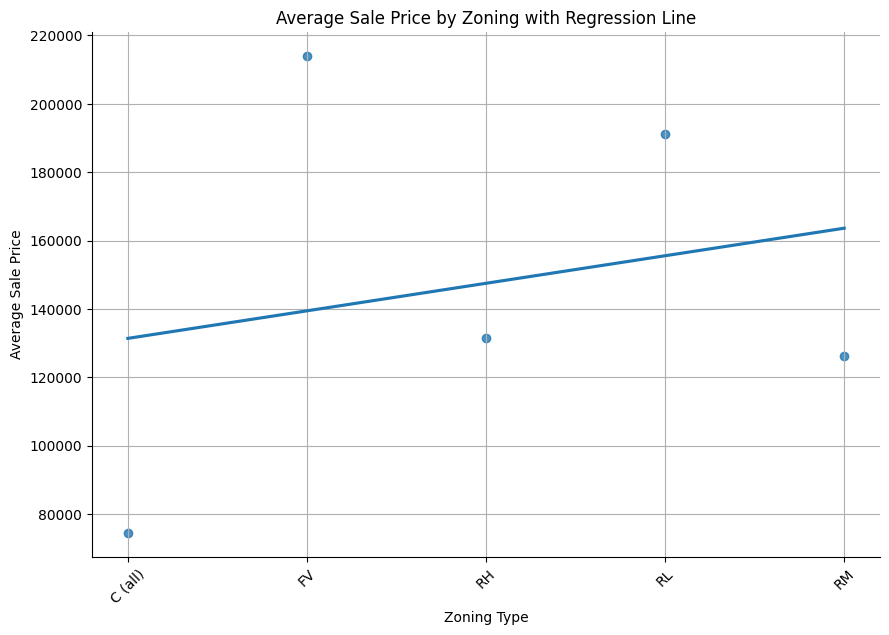 Average Sale Price by Zoning with Regression Line
220000
200000
180000
160000
140000
120000
100000
80000
Average Sale Price
C (all)
FV
RH
RL
RM
Zoning Type